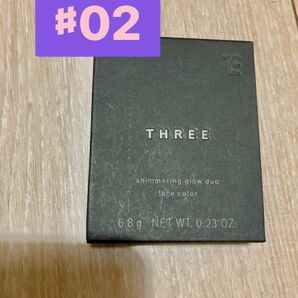 #02
THREE
shimmering glow duo
face color
6.8 g NET WT. 0.23 OZ.